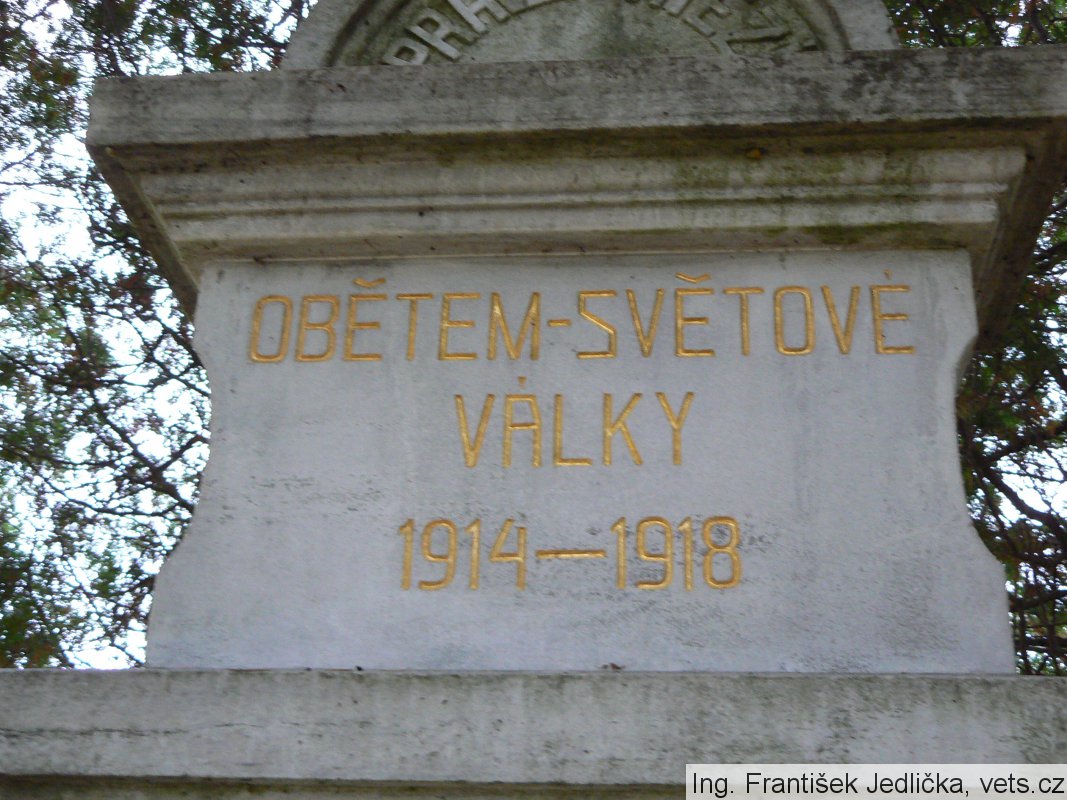 OBĚTEM-SVĚTOVÉ
VÁLKY
1914—1918
Ing. František Jedlička, vets.cz